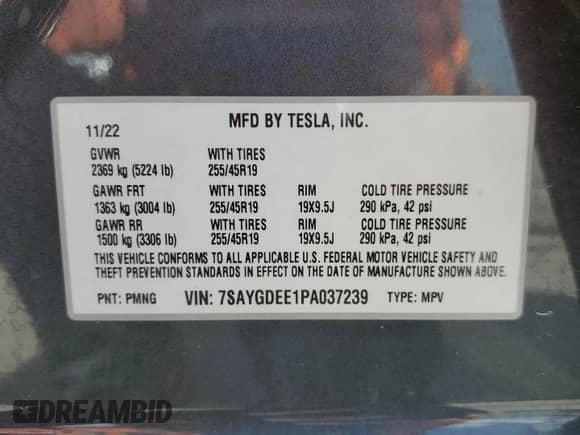 11/22 MFD BY TESLA, INC.
GVWR WITH TIRES
2369 kg (5224 lb) 255/45R19
GAWR FRT WITH TIRES RIM COLD TIRE PRESSURE
1363 kg (3004 lb) 255/45R19 19X9.5J 290 kPa, 42 psi
GAWR RR WITH TIRES RIM COLD TIRE PRESSURE
1500 kg (3306 lb) 255/45R19 19X9.5J 290 kPa, 42 psi
THIS VEHICLE CONFORMS TO ALL APPLICABLE U.S. FEDERAL MOTOR VEHICLE SAFETY AND
THEFT PREVENTION STANDARDS IN EFFECT ON THE DATE OF MANUFACTURE SHOWN ABOVE.
PNT: PMNG VIN: 7SAYGDEE1PA037239 TYPE: MPV
DREAMBID